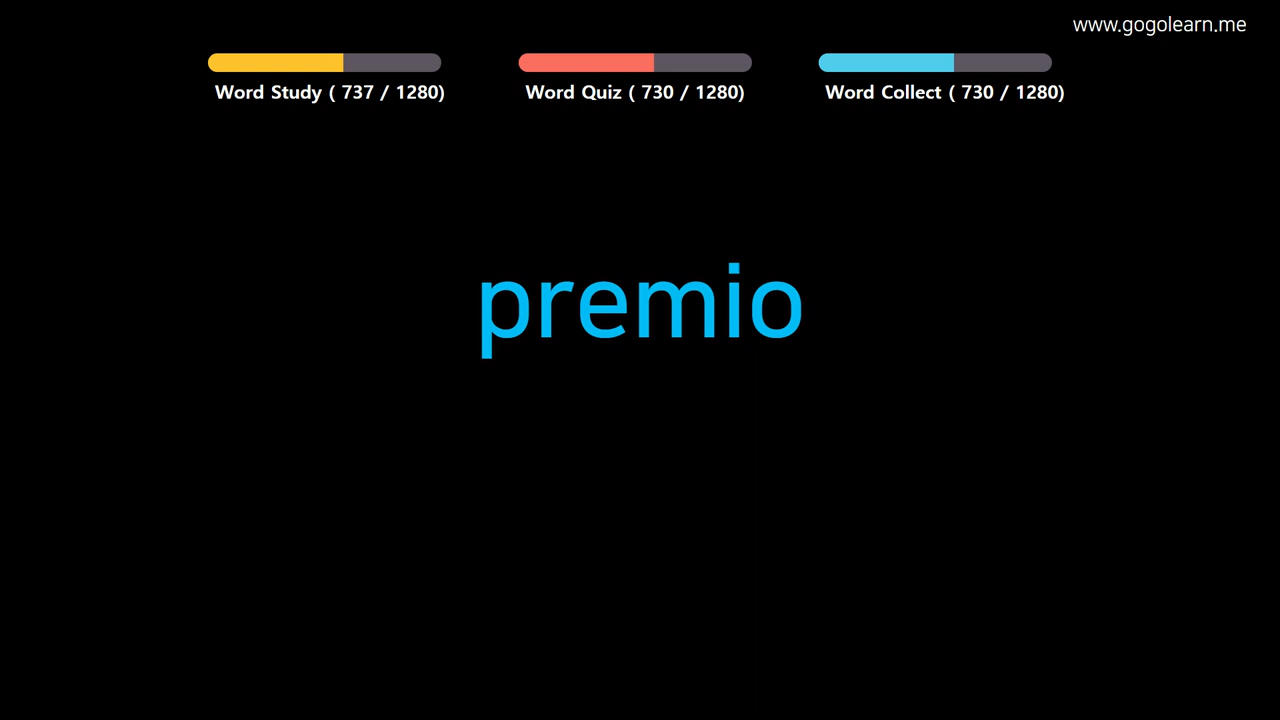 www.gogolearn.me
Word Study ( 737 / 1280)
Word Quiz ( 730 / 1280)
Word Collect ( 730 / 1280)
premio